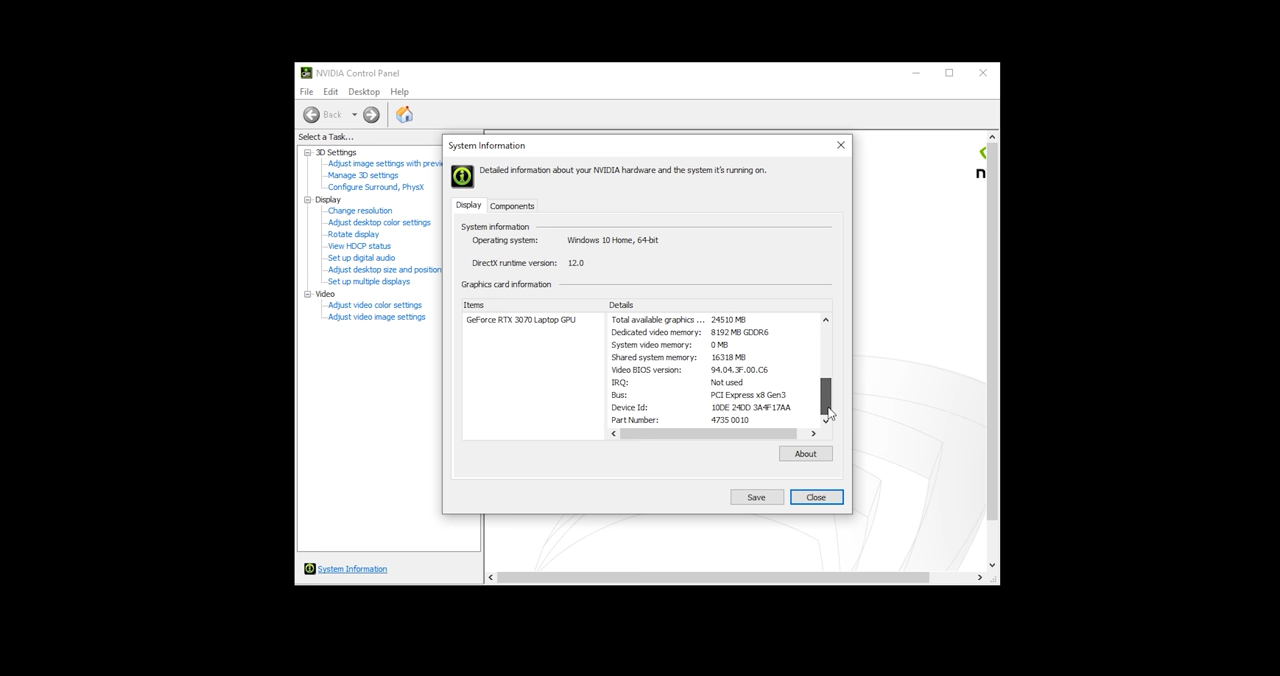 NVIDIA Control Panel
File Edit Desktop Help
Back
Select a Task...
3D Settings
Adjust image settings with previe
Manage 3D settings
Configure Surround, PhysX
Display
Change resolution
Adjust desktop color settings
Rotate display
View HDCP status
Set up digital audio
Adjust desktop size and position
Set up multiple displays
Video
Adjust video color settings
Adjust video image settings
System Information
System Information
Detailed information about your NVIDIA hardware and the system it's running on.
Display Components
System information
Operating system: Windows 10 Home, 64-bit
DirectX runtime version: 12.0
Graphics card information
Items Details
GeForce RTX 3070 Laptop GPU
Total available graphics ... 24510 MB
Dedicated video memory: 8192 MB GDDR6
System video memory: 0 MB
Shared system memory: 16318 MB
Video BIOS version: 94.04.3F.00.C6
IRQ: Not used
Bus: PCI Express x8 Gen3
Device Id: 10DE 24DD 3A4F17AA
Part Number: 4735 0010
About
Save Close
n